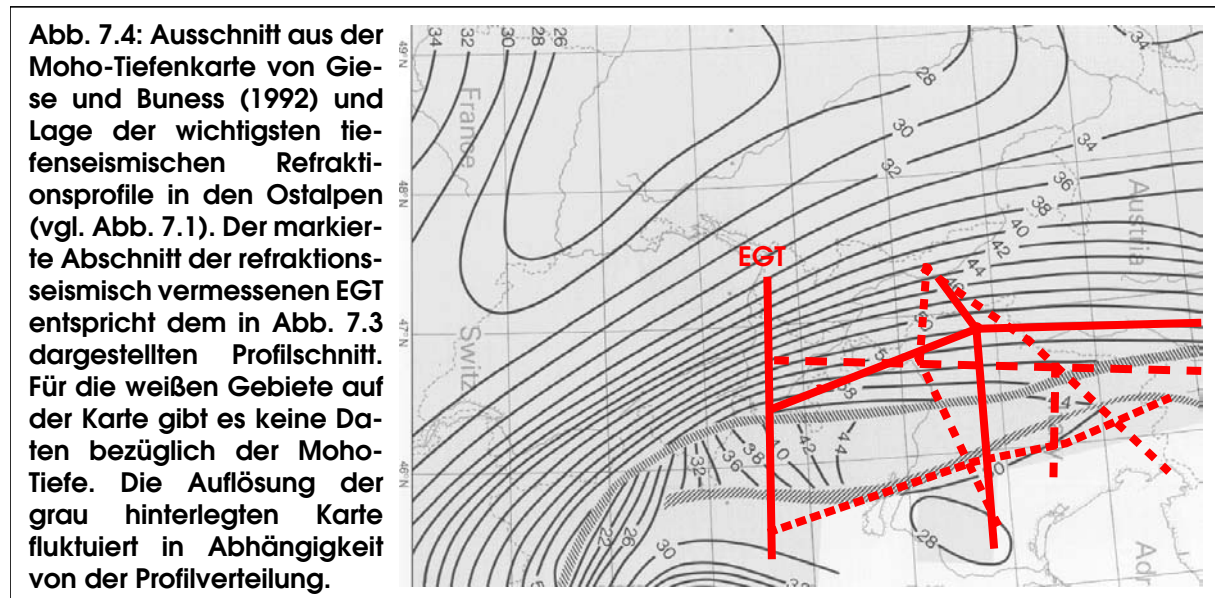 Abb. 7.4: Ausschnitt aus der
Moho-Tiefenkarte von Gie-
se und Buness (1992) und
Lage der wichtigsten tie-
fenseismischen Refrakti-
onsprofile in den Ostalpen
(vgl. Abb. 7.1). Der markier-
te Abschnitt der refraktions-
seismisch vermessenen EGT
entspricht dem in Abb. 7.3
dargestellten Profilschnitt.
Für die weißen Gebiete auf
der Karte gibt es keine Da-
ten bezüglich der Moho-
Tiefe. Die Auflösung der
grau hinterlegten Karte
fluktuiert in Abhängigkeit
von der Profilverteilung.
34 32 30 28 26
49°N
France
28
34
30
34
32
48°N
36
38
Austria
40
42
EGT
44
46
47°N
Switz
38
46°N
32 36 38 40 42 44
26
30
28
Adr